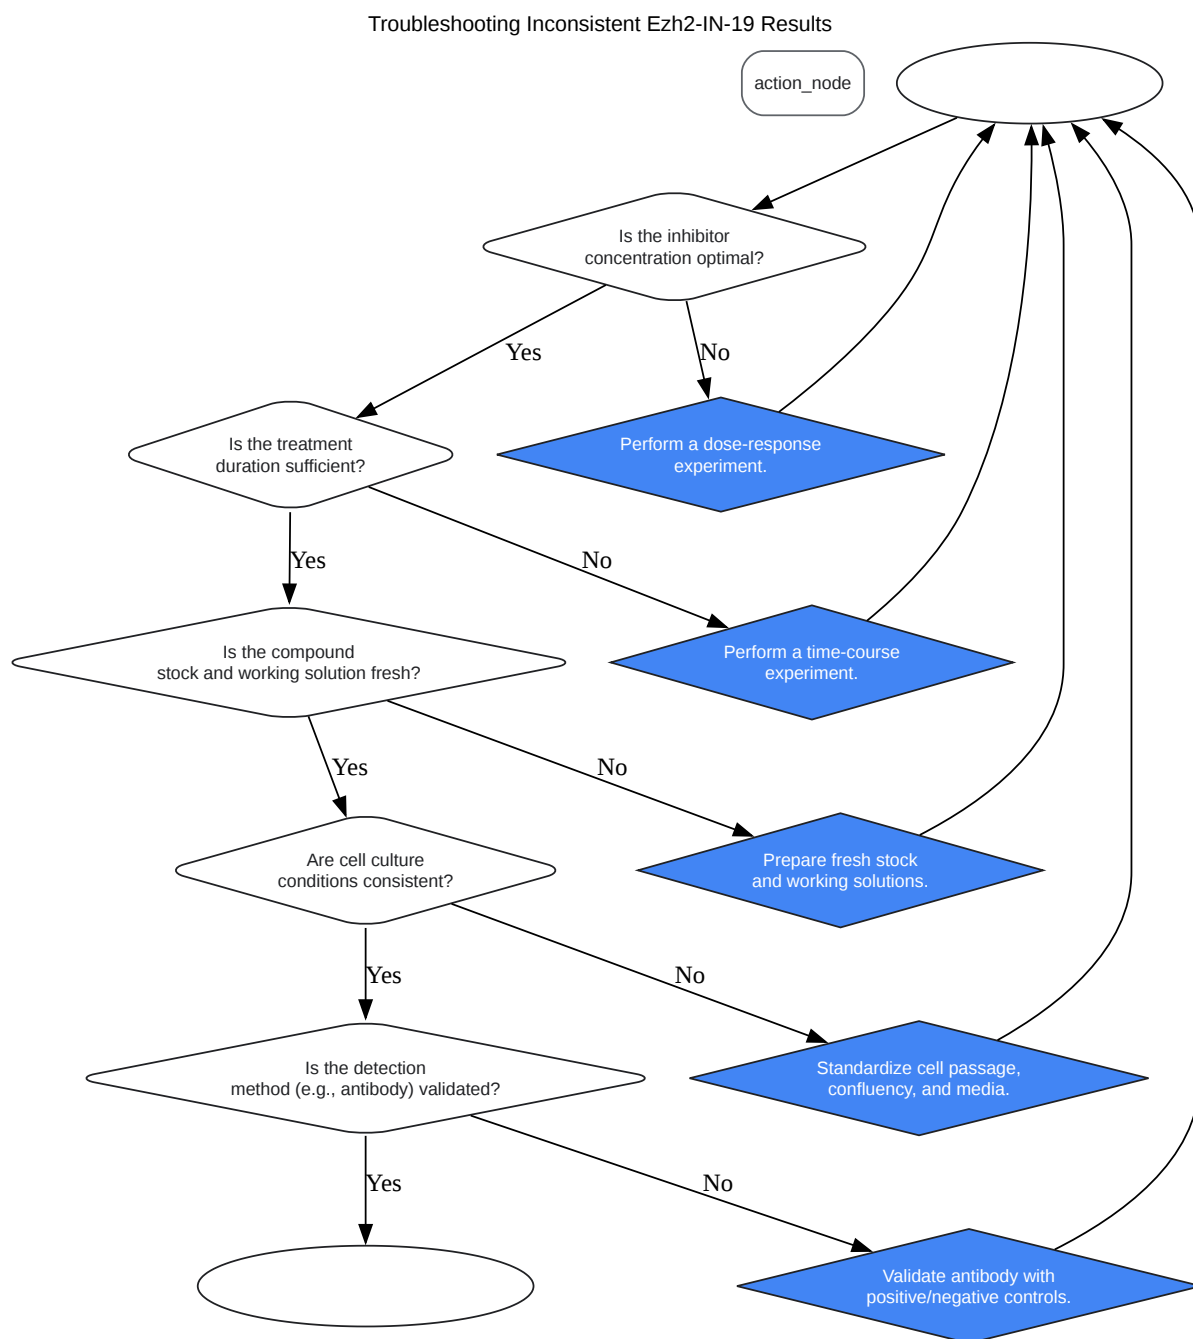 Troubleshooting Inconsistent Ezh2-IN-19 Results
action_node
Is the inhibitor
concentration optimal?
Yes
No
Is the treatment
duration sufficient?
Perform a dose-response
experiment.
Yes
No
Is the compound
stock and working solution fresh?
Perform a time-course
experiment.
Yes
No
Are cell culture
conditions consistent?
Prepare fresh stock
and working solutions.
Yes
No
Is the detection
method (e.g., antibody) validated?
Standardize cell passage,
confluency, and media.
Yes
No
Validate antibody with
positive/negative controls.